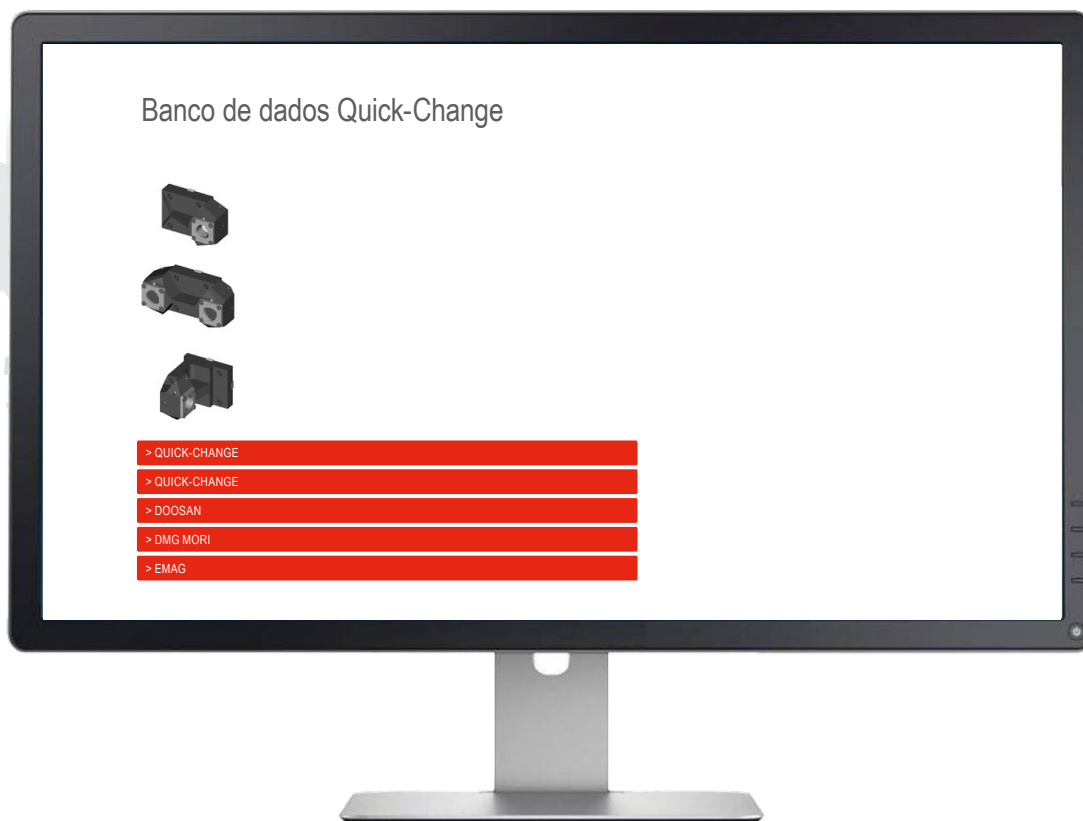 Banco de dados Quick-Change
> QUICK-CHANGE
> QUICK-CHANGE
> DOOSAN
> DMG MORI
> EMAG